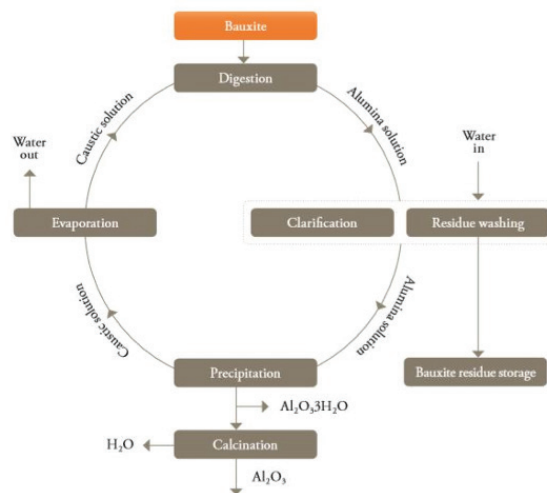 Bauxite
Digestion
Caustic solution
Alumina solution
Water
out
Water
in
Evaporation
Clarification
Residue washing
Caustic solution
Alumina solution
Precipitation
Bauxite residue storage
Al₂O₃3H₂O
H₂O
Calcination
Al₂O₃